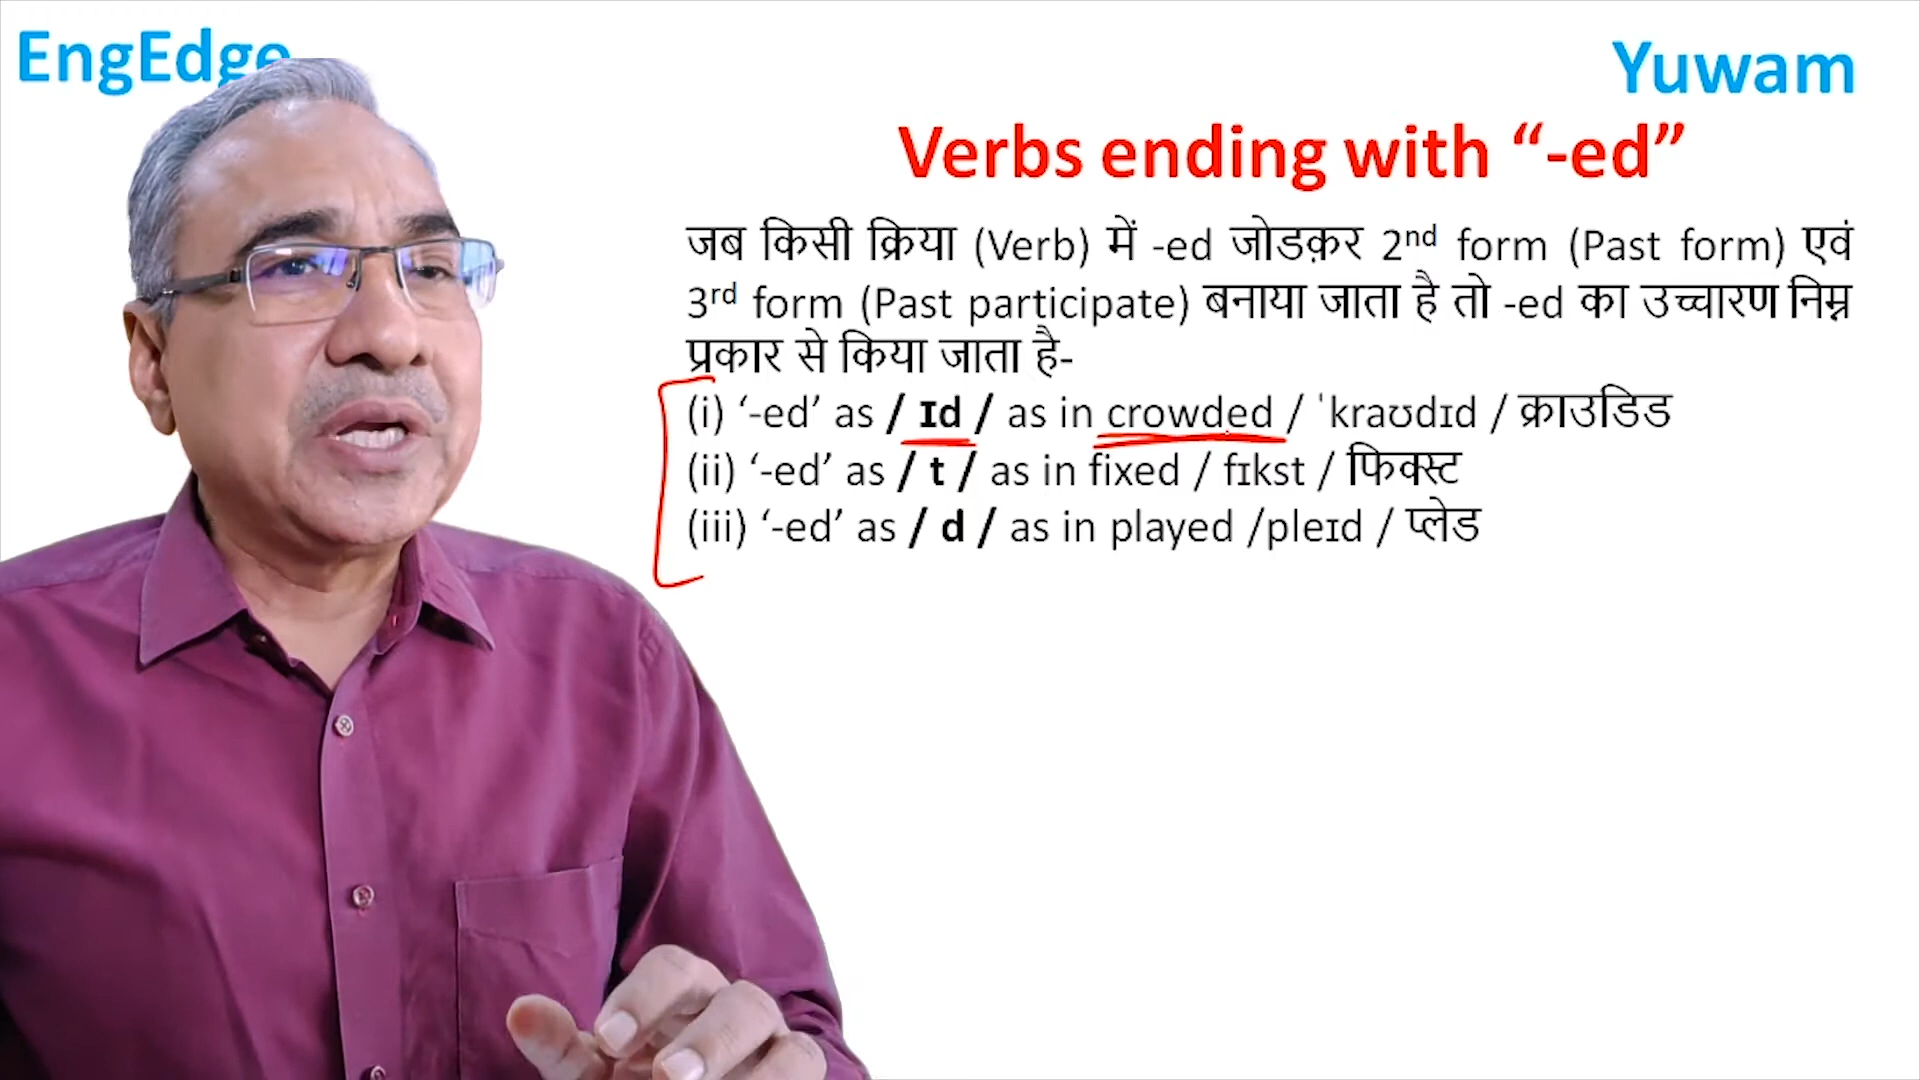 EngEdge
Yuwam
Verbs ending with “-ed”
जब किसी क्रिया (Verb) में -ed जोडक़र 2nd form (Past form) एवं
3rd form (Past participate) बनाया जाता है तो -ed का उच्चारण निम्न
प्रकार से किया जाता है-
(i) ‘-ed’ as / ɪd / as in crowded / ˈkraʊdɪd / क्राउडिड
(ii) ‘-ed’ as / t / as in fixed / fɪkst / फिक्स्ट
(iii) ‘-ed’ as / d / as in played /pleɪd / प्लेड